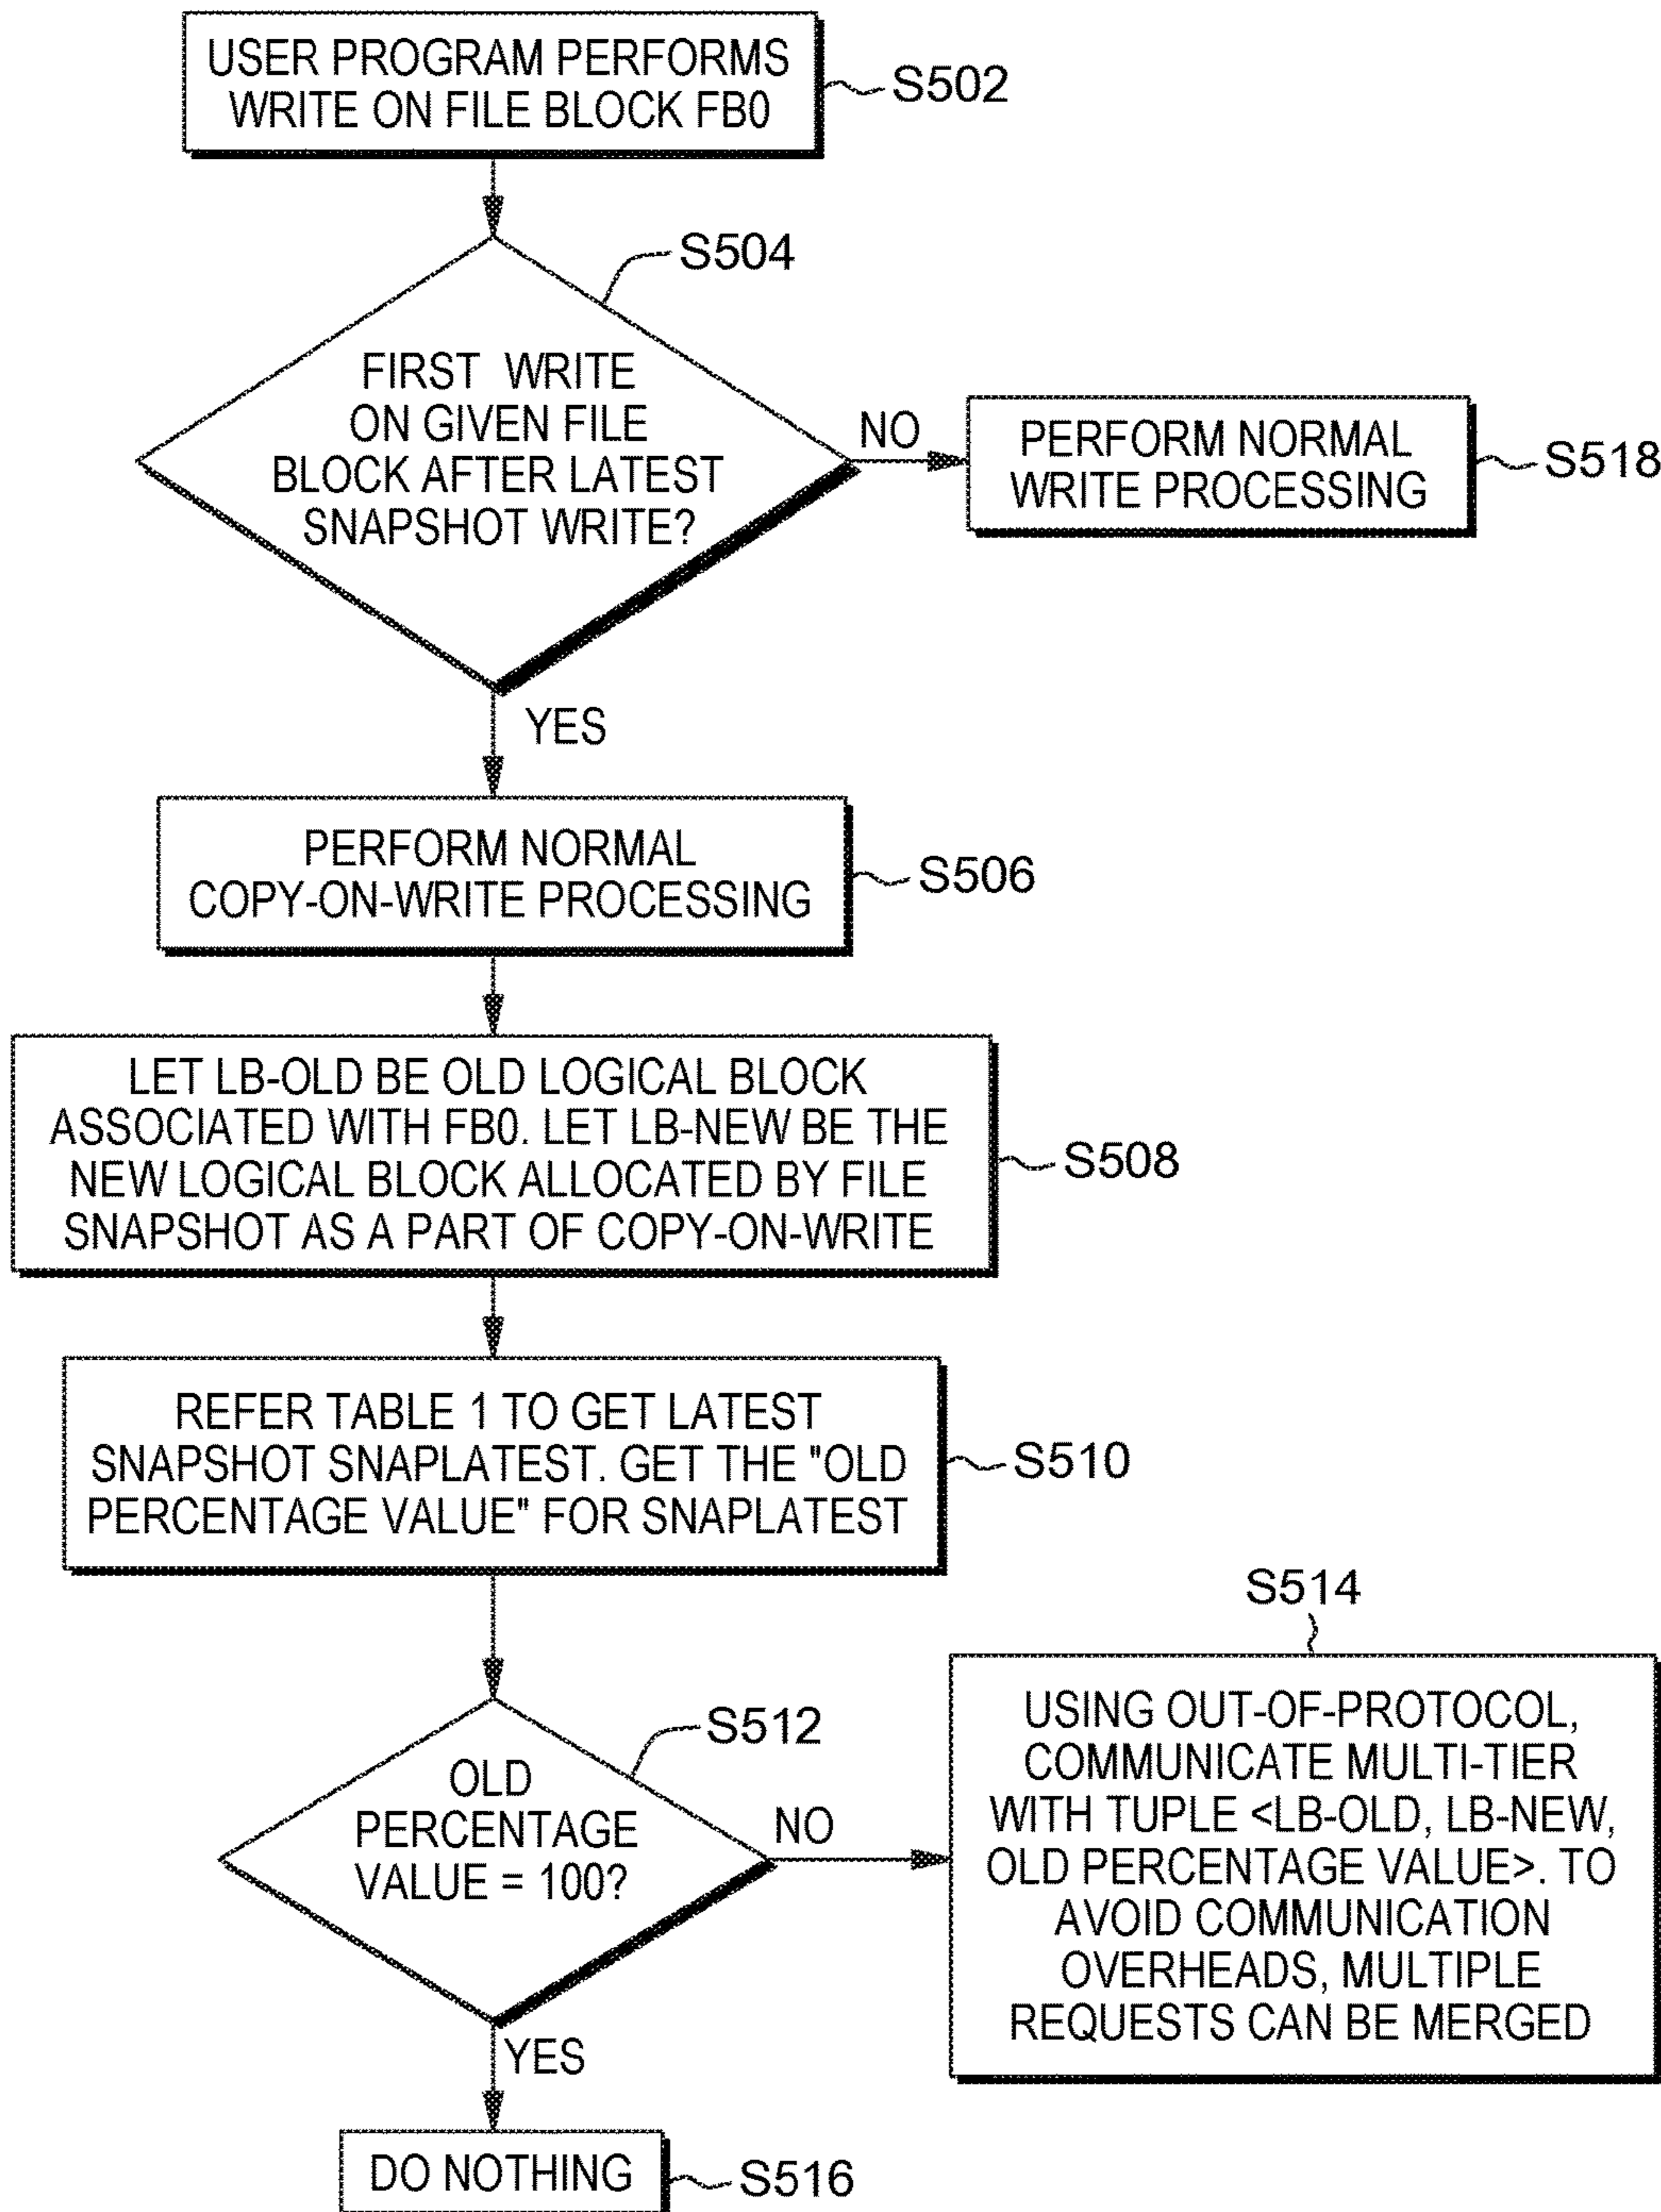 USER PROGRAM PERFORMS
WRITE ON FILE BLOCK FB0
S502
S504
FIRST WRITE
ON GIVEN FILE
BLOCK AFTER LATEST
SNAPSHOT WRITE?
NO
PERFORM NORMAL
WRITE PROCESSING
S518
YES
PERFORM NORMAL
COPY-ON-WRITE PROCESSING
S506
LET LB-OLD BE OLD LOGICAL BLOCK
ASSOCIATED WITH FB0. LET LB-NEW BE THE
NEW LOGICAL BLOCK ALLOCATED BY FILE
SNAPSHOT AS A PART OF COPY-ON-WRITE
S508
REFER TABLE 1 TO GET LATEST
SNAPSHOT SNAPLATEST. GET THE "OLD
PERCENTAGE VALUE" FOR SNAPLATEST
S510
S512
OLD
PERCENTAGE
VALUE = 100?
NO
S514
USING OUT-OF-PROTOCOL,
COMMUNICATE MULTI-TIER
WITH TUPLE <LB-OLD, LB-NEW,
OLD PERCENTAGE VALUE>. TO
AVOID COMMUNICATION
OVERHEADS, MULTIPLE
REQUESTS CAN BE MERGED
YES
DO NOTHING
S516